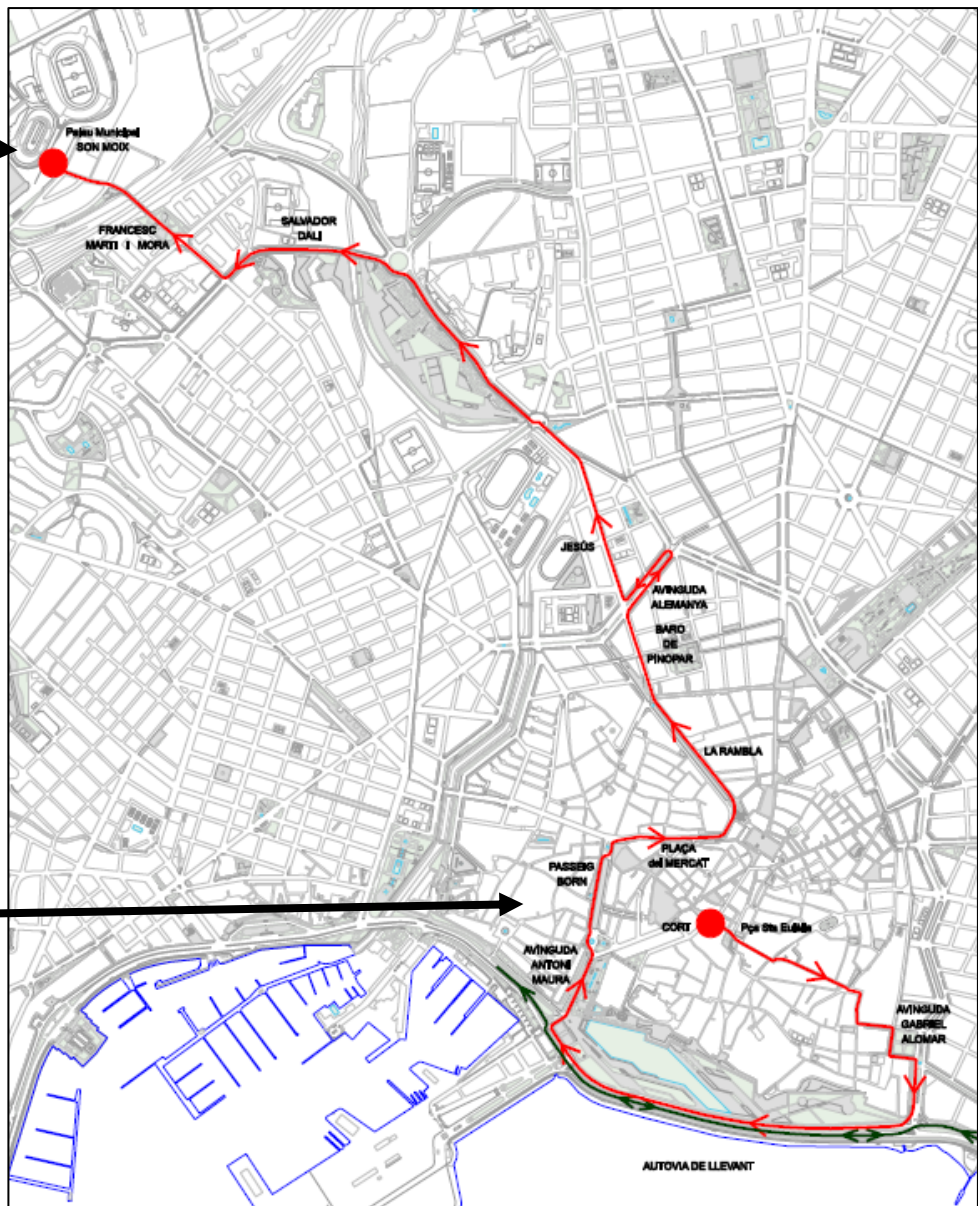 Palau Municipal
SON MOIX
SALVADOR
DALI
FRANCESC
MARTI I MORA
JESÚS
AVINGUDA
ALEMANYA
BARO
DE
PINOPAR
LA RAMBLA
PLAÇA
del MERCAT
PASSEIG
BORN
CORT
Pça Sta Eulàlia
AVINGUDA
ANTONI
MAURA
AVINGUDA
GABRIEL
ALOMAR
AUTOVIA DE LLEVANT